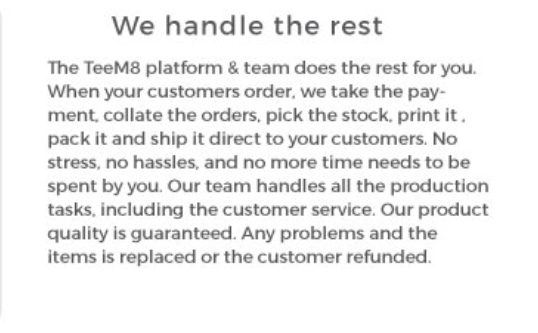 We handle the rest
The TeeM8 platform & team does the rest for you.
When your customers order, we take the pay-
ment, collate the orders, pick the stock, print it ,
pack it and ship it direct to your customers. No
stress, no hassles, and no more time needs to be
spent by you. Our team handles all the production
tasks, including the customer service. Our product
quality is guaranteed. Any problems and the
items is replaced or the customer refunded.